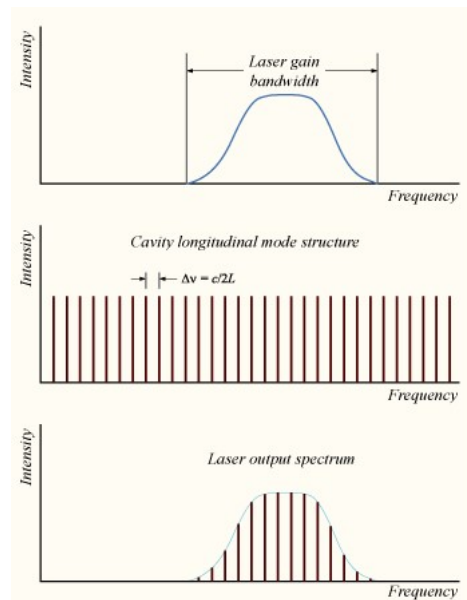 Intensity
Laser gain
bandwidth
Frequency
Intensity
Cavity longitudinal mode structure
Δν = c/2L
Frequency
Intensity
Laser output spectrum
Frequency